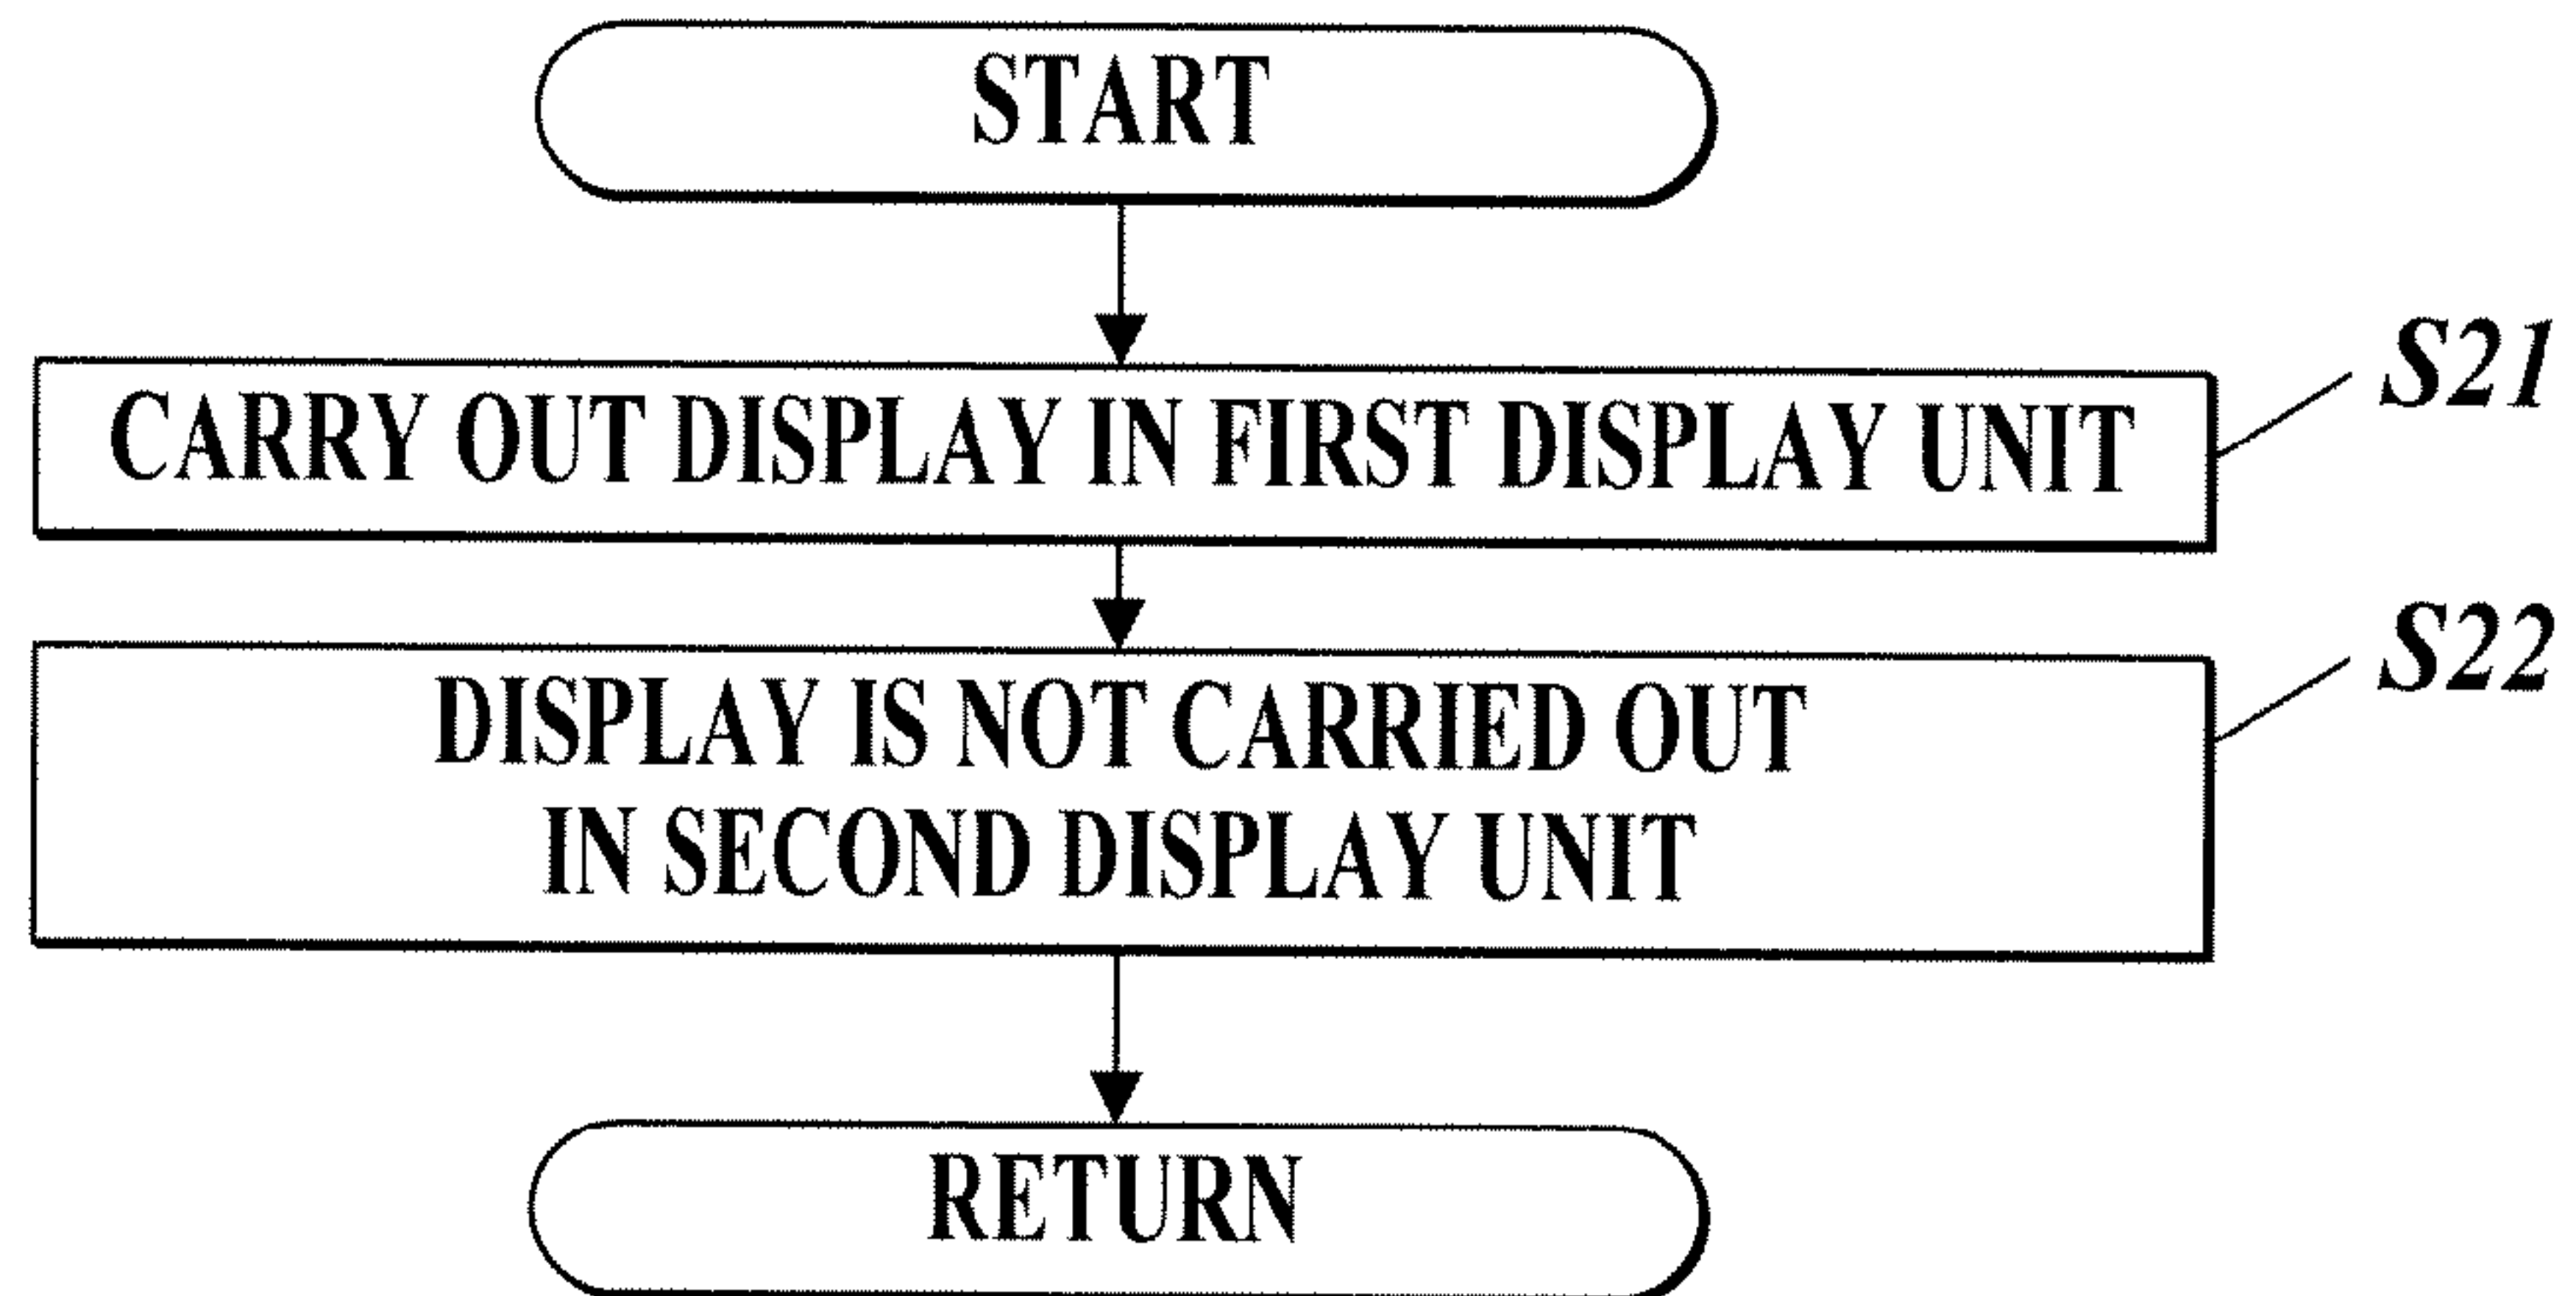 START
CARRY OUT DISPLAY IN FIRST DISPLAY UNIT
S21
DISPLAY IS NOT CARRIED OUT
IN SECOND DISPLAY UNIT
S22
RETURN